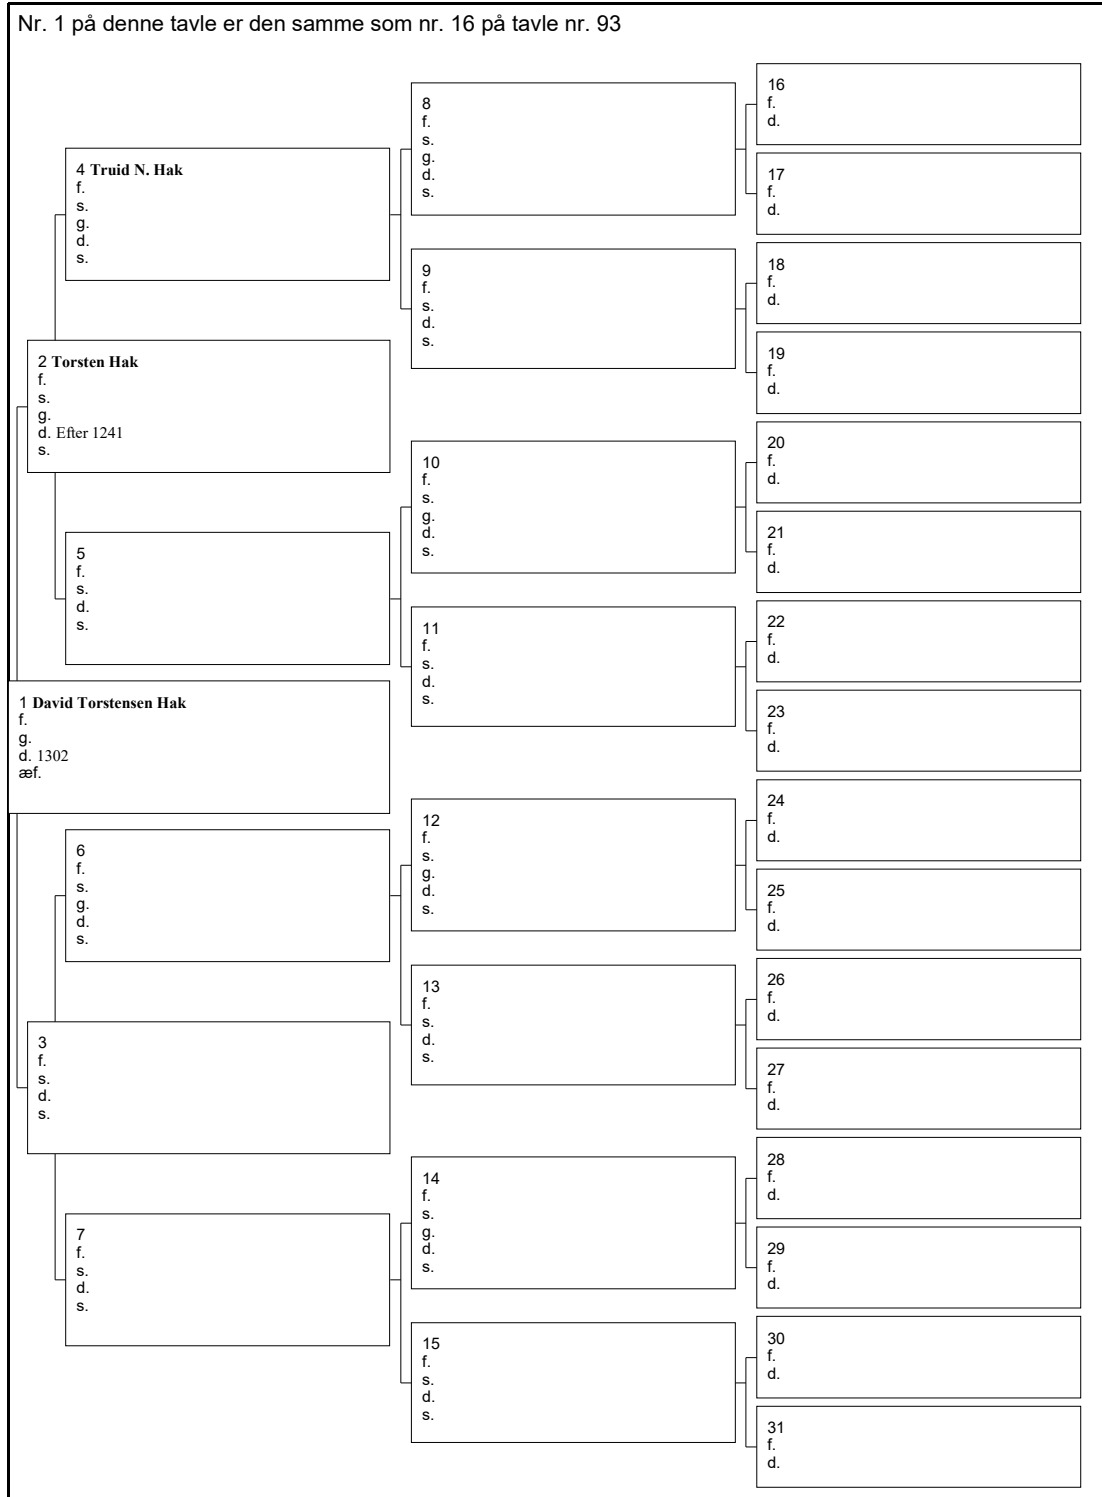 Nr. 1 på denne tavle er den samme som nr. 16 på tavle nr. 93
1 David Torstensen Hak
f.
g.
d. 1302
æf.
2 Torsten Hak
f.
s.
g.
d. Efter 1241
s.
3
f.
s.
d.
s.
4 Truid N. Hak
f.
s.
g.
d.
s.
5
f.
s.
d.
s.
6
f.
s.
g.
d.
s.
7
f.
s.
d.
s.
8
f.
s.
g.
d.
s.
9
f.
s.
d.
s.
10
f.
s.
g.
d.
s.
11
f.
s.
d.
s.
12
f.
s.
g.
d.
s.
13
f.
s.
d.
s.
14
f.
s.
g.
d.
s.
15
f.
s.
d.
s.
16
f.
d.
17
f.
d.
18
f.
d.
19
f.
d.
20
f.
d.
21
f.
d.
22
f.
d.
23
f.
d.
24
f.
d.
25
f.
d.
26
f.
d.
27
f.
d.
28
f.
d.
29
f.
d.
30
f.
d.
31
f.
d.